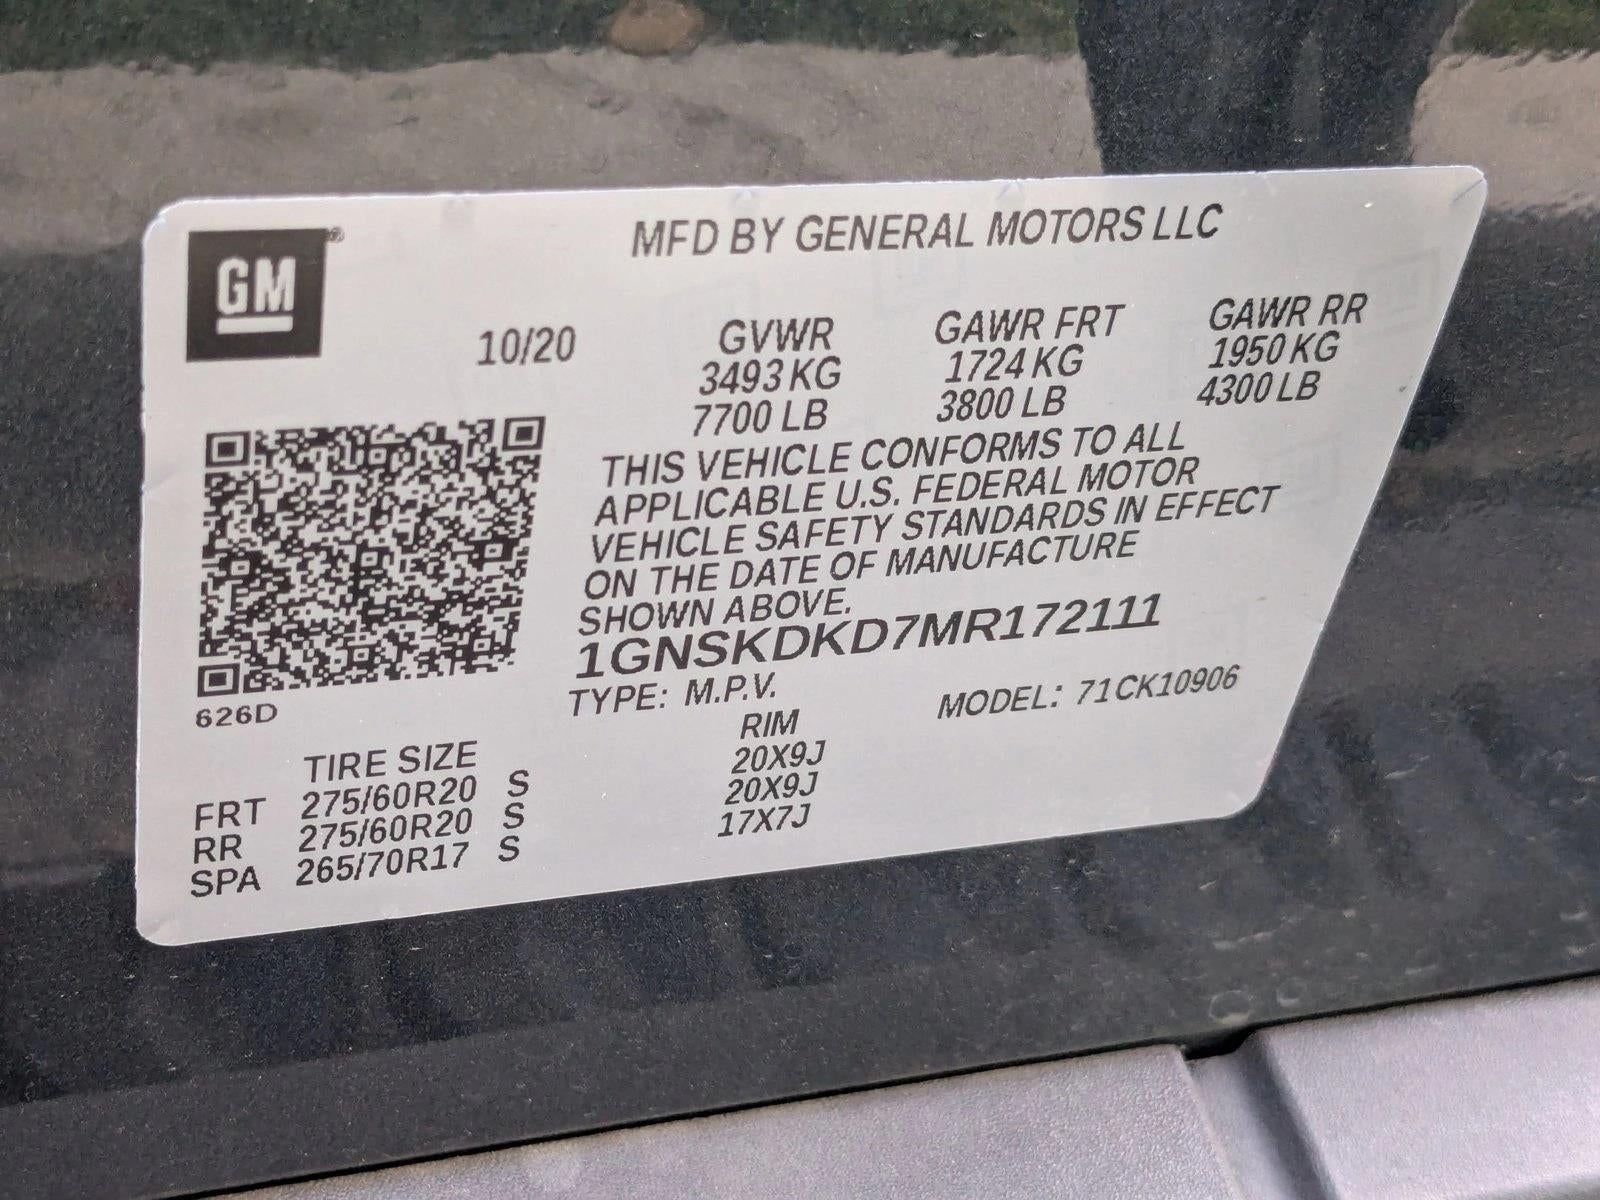 GM
MFD BY GENERAL MOTORS LLC
10/20
GVWR GAWR FRT GAWR RR
3493 KG 1724 KG 1950 KG
7700 LB 3800 LB 4300 LB
THIS VEHICLE CONFORMS TO ALL
APPLICABLE U.S. FEDERAL MOTOR
VEHICLE SAFETY STANDARDS IN EFFECT
ON THE DATE OF MANUFACTURE
SHOWN ABOVE.
1GNSKDKD7MR172111
626D
TYPE: M.P.V. MODEL: 71CK10906
TIRE SIZE RIM
FRT 275/60R20 S 20X9J
RR 275/60R20 S 20X9J
SPA 265/70R17 S 17X7J